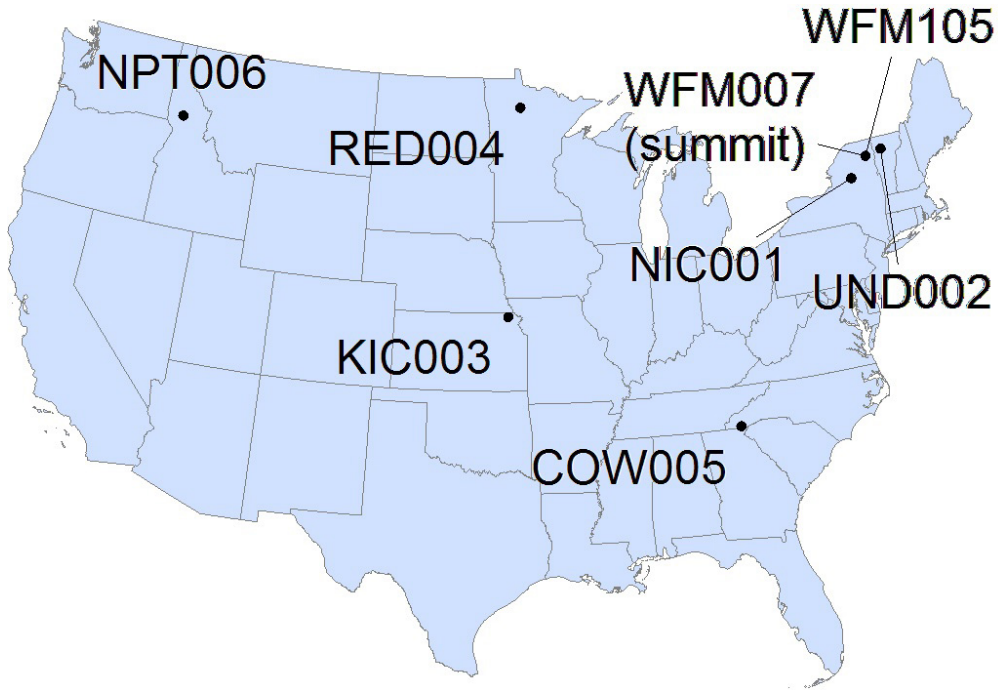 WFM105
NPT006
WFM007
(summit)
RED004
NIC001
UND002
KIC003
COW005